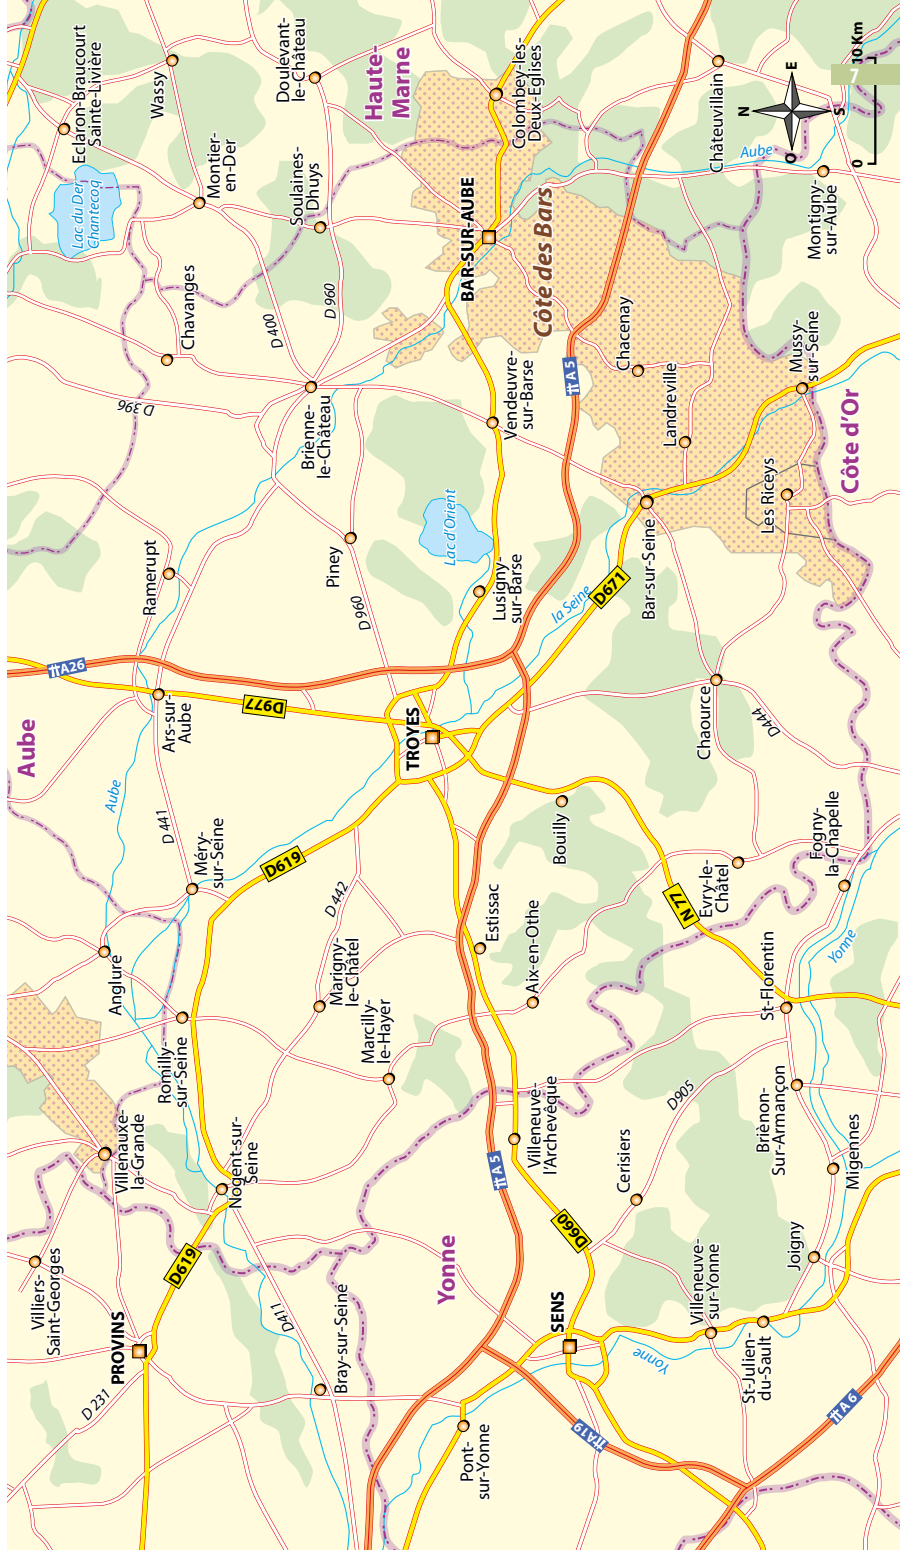 Villiers-
Saint-Georges
PROVINS
D 231
D619
Villenauxe-
la-Grande
Nogent-sur-
Seine
Romilly-
sur-Seine
Bray-sur-Seine
D411
Anglure
Méry-
sur-Seine
D619
D 441
Aube
Aube
Marigny-
le-Châtel
D 442
Marcilly-
le-Hayer
Ars-sur-
Aube
D977
A26
Ramerupt
Piney
D 960
TROYES
Lusigny-
sur-Barse
Lac d'Orient
la Seine
D671
Bar-sur-Seine
Estissac
Aix-en-Othe
Bouilly
Villeneuve-
l'Archevêque
A 5
D660
Yonne
Pont-
sur-Yonne
SENS
A19
A 6
Yonne
Cerisiers
Villeneuve-
sur-Yonne
St-Julien-
du-Sault
Joigny
Migennes
Briènon-
Sur-Armançon
D905
St-Florentin
N 77
Evry-le-
Châtel
Fogny-
la-Chapelle
Yonne
Chaource
D444
Les Riceys
Côte d'Or
Mussy-
sur-Seine
Landreville
Chacenay
A 5
Vendeuvre-
sur-Barse
Brienne-
le-Château
D 396
Chavanges
D 400
D 960
Lac du Der
Chantecoq
Eclaron-Braucourt
Sainte-Livière
Wassy
Montier-
en-Der
Soulaines-
Dhuys
Doulevant-
le-Château
Haute-
Marne
BAR-SUR-AUBE
Côte des Bars
Colombey-les-
Deux-Églises
Châteuvillain
Aube
Montigny-
sur-Aube
N
E
S
O
0
10 Km
7